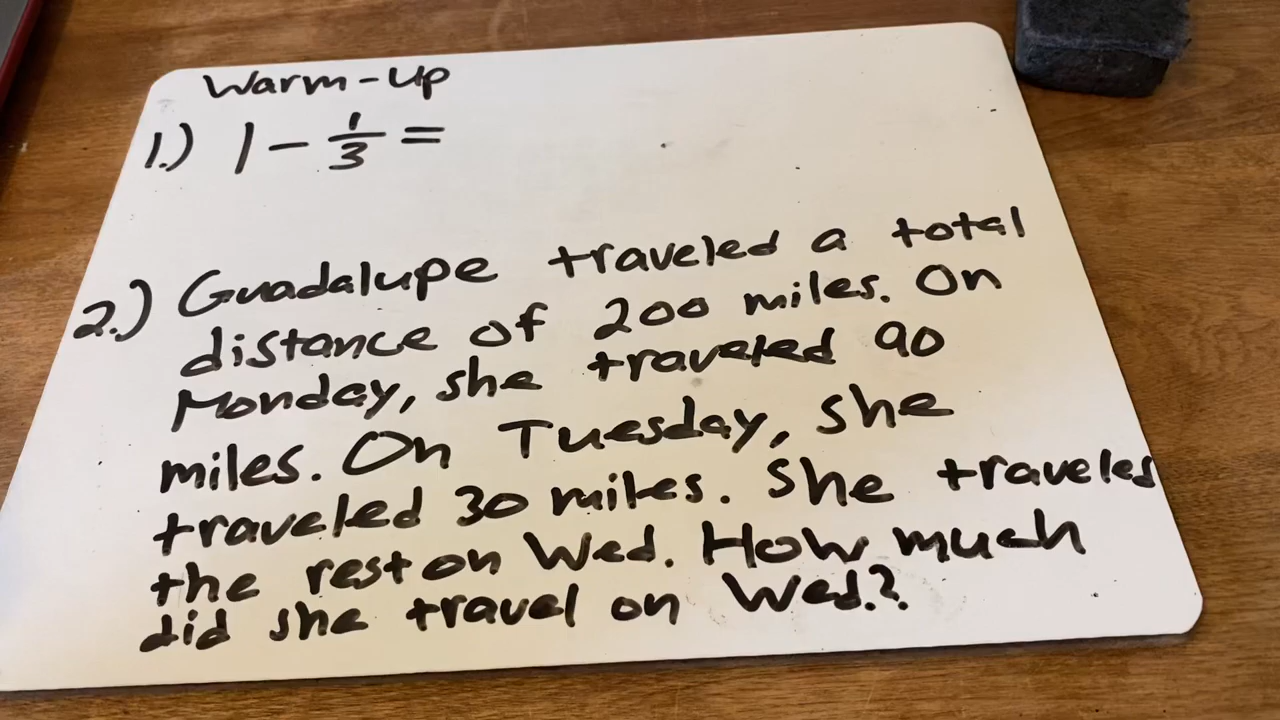 Warm-up
1.) 1 - 1/3 =
2.) Guadalupe traveled a total
distance of 200 miles. On
Monday, she traveled 90
miles. On Tuesday, she
traveled 30 miles. She traveled
the rest on Wed. How much
did she travel on Wed.?